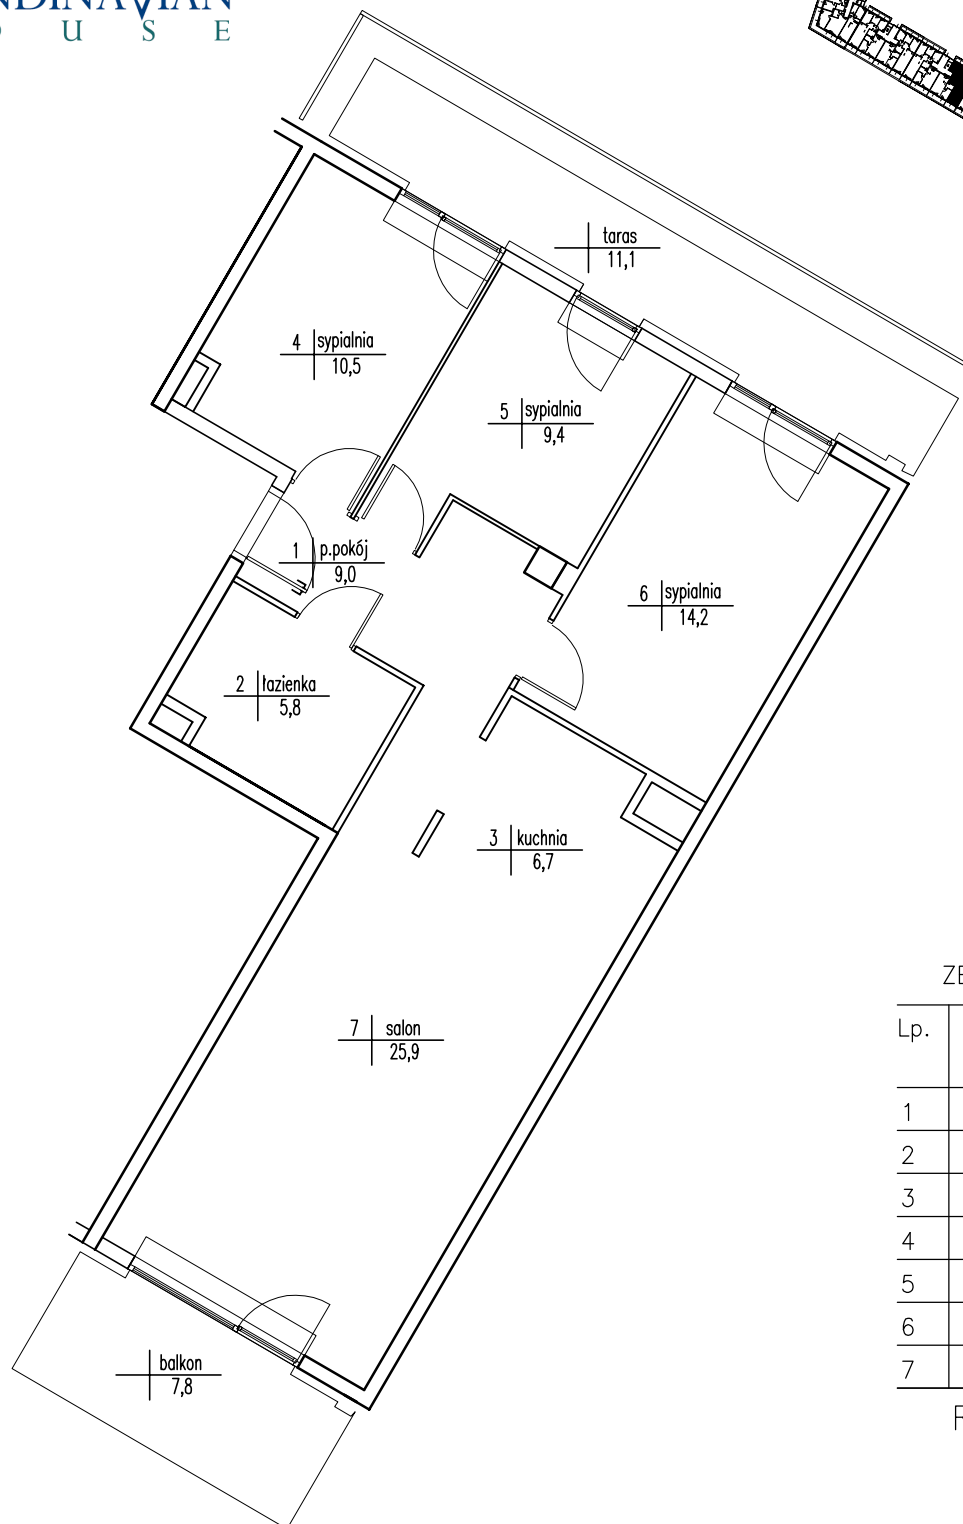 NDINAVIAN
O U S E
taras
11,1
4 sypialnia
10,5
5 sypialnia
9,4
1 p.pokój
9,0
6 sypialnia
14,2
2 łazienka
5,8
3 kuchnia
6,7
7 salon
25,9
balkon
7,8
ZE
Lp.
1
2
3
4
5
6
7